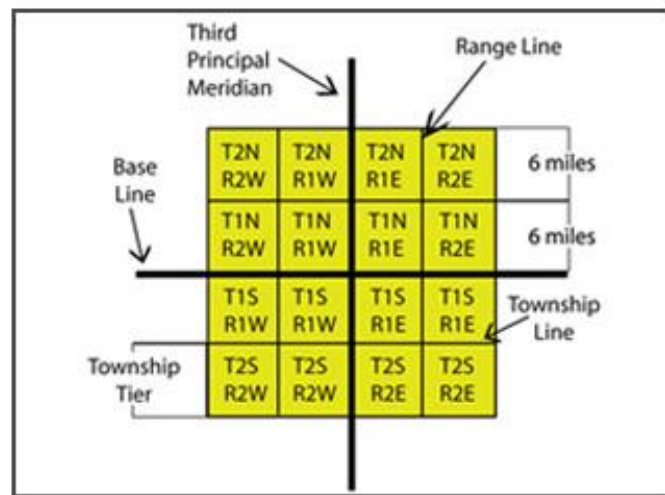 Third
Principal
Meridian
Range Line
Base
Line
T2N T2N T2N T2N
R2W R1W R1E R2E
6 miles
T1N T1N T1N T1N
R2W R1W R1E R2E
6 miles
T1S T1S T1S T1S
R1W R1W R1E R1E
Township
Line
Township
Tier
T2S T2S T2S T2S
R2W R2W R2E R2E